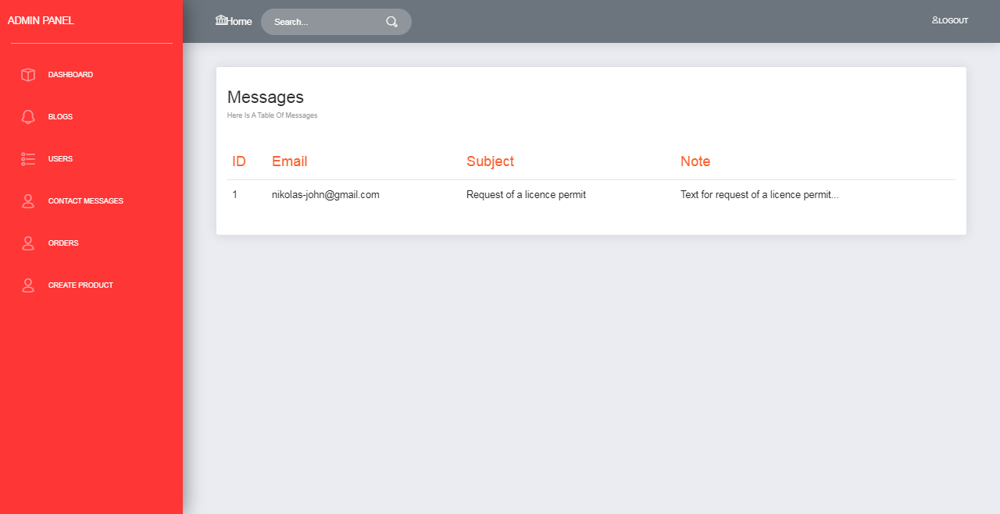 ADMIN PANEL
Home
Search...
LOGOUT
DASHBOARD
BLOGS
USERS
CONTACT MESSAGES
ORDERS
CREATE PRODUCT
Messages
Here Is A Table Of Messages
ID Email Subject Note
1 nikolas-john@gmail.com Request of a licence permit Text for request of a licence permit...